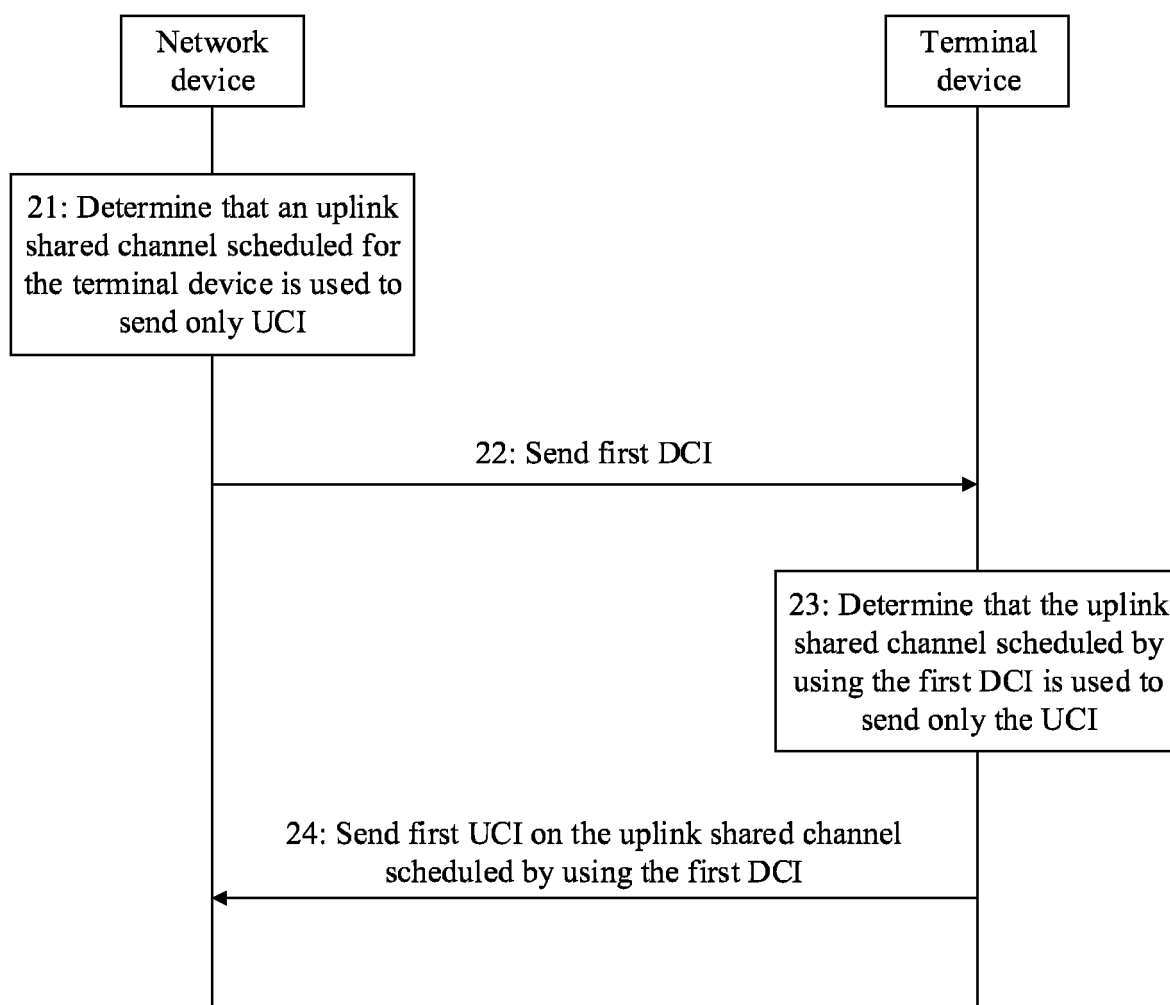 Network
device
Terminal
device
21: Determine that an uplink
shared channel scheduled for
the terminal device is used to
send only UCI
22: Send first DCI
23: Determine that the uplink
shared channel scheduled by
using the first DCI is used to
send only the UCI
24: Send first UCI on the uplink shared channel
scheduled by using the first DCI